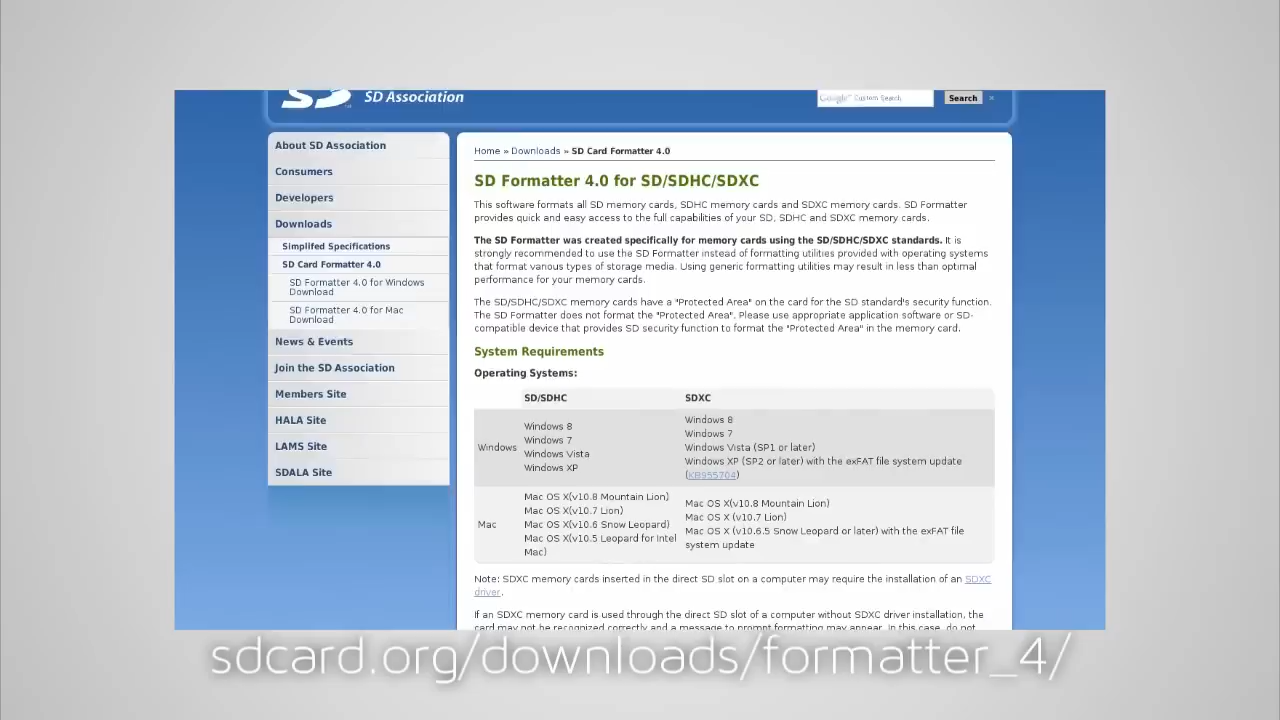 SD SD Association
Google™ Custom Search Search ×
About SD Association
Consumers
Developers
Downloads
Simplifed Specifications
SD Card Formatter 4.0
SD Formatter 4.0 for Windows
Download
SD Formatter 4.0 for Mac
Download
News & Events
Join the SD Association
Members Site
HALA Site
LAMS Site
SDALA Site
Home » Downloads » SD Card Formatter 4.0
SD Formatter 4.0 for SD/SDHC/SDXC
This software formats all SD memory cards, SDHC memory cards and SDXC memory cards. SD Formatter
provides quick and easy access to the full capabilities of your SD, SDHC and SDXC memory cards.
The SD Formatter was created specifically for memory cards using the SD/SDHC/SDXC standards. It is
strongly recommended to use the SD Formatter instead of formatting utilities provided with operating systems
that format various types of storage media. Using generic formatting utilities may result in less than optimal
performance for your memory cards.
The SD/SDHC/SDXC memory cards have a "Protected Area" on the card for the SD standard's security function.
The SD Formatter does not format the "Protected Area". Please use appropriate application software or SD-
compatible device that provides SD security function to format the "Protected Area" in the memory card.
System Requirements
Operating Systems:
SD/SDHC SDXC
Windows
Windows 8
Windows 7
Windows Vista
Windows XP
Windows 8
Windows 7
Windows Vista (SP1 or later)
Windows XP (SP2 or later) with the exFAT file system update
(KB955704)
Mac
Mac OS X(v10.8 Mountain Lion)
Mac OS X(v10.7 Lion)
Mac OS X(v10.6 Snow Leopard)
Mac OS X(v10.5 Leopard for Intel
Mac)
Mac OS X(v10.8 Mountain Lion)
Mac OS X (v10.7 Lion)
Mac OS X (v10.6.5 Snow Leopard or later) with the exFAT file
system update
Note: SDXC memory cards inserted in the direct SD slot on a computer may require the installation of an SDXC
driver.
If an SDXC memory card is used through the direct SD slot of a computer without SDXC driver installation, the
card may not be recognized correctly and a message to prompt formatting may appear. In this case, do not
sdcard.org/downloads/formatter_4/